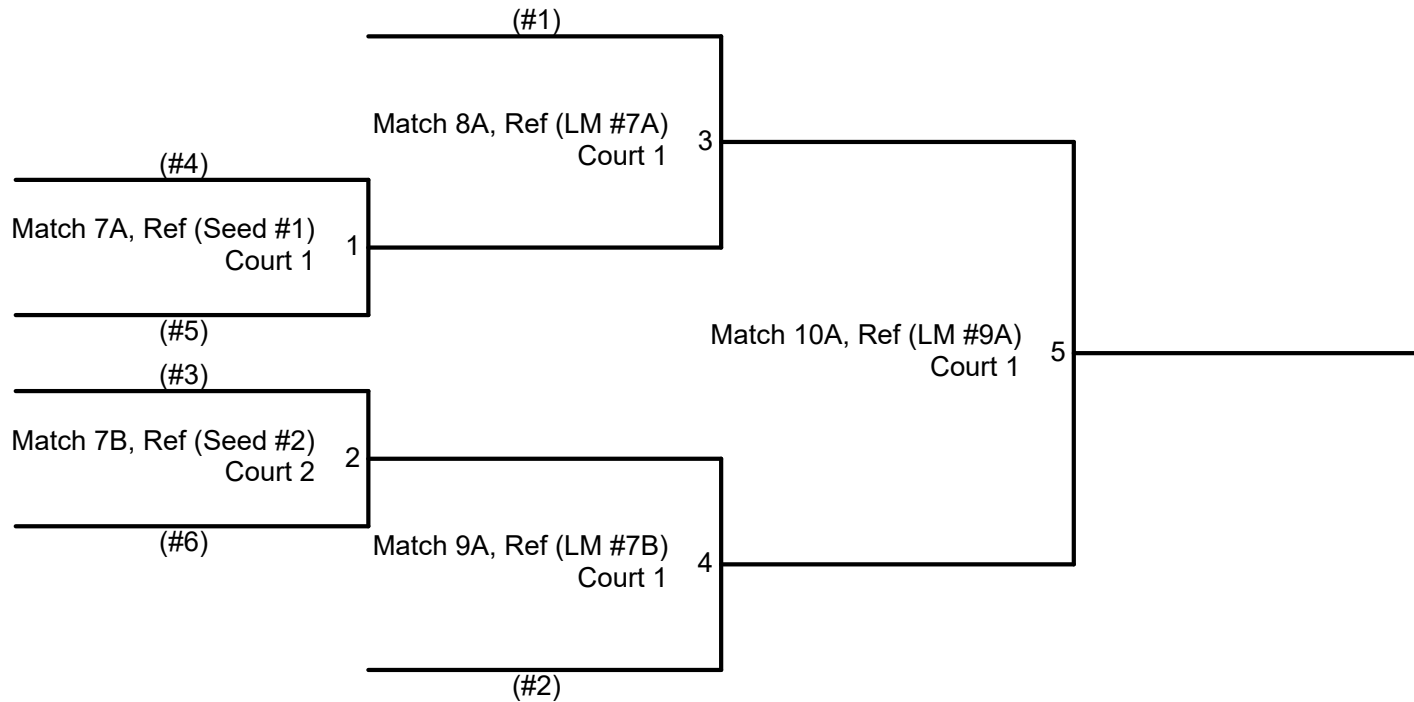 (#1)
Match 8A, Ref (LM #7A)
Court 1
3
(#4)
Match 7A, Ref (Seed #1)
Court 1
1
(#5)
Match 10A, Ref (LM #9A)
Court 1
5
(#3)
Match 7B, Ref (Seed #2)
Court 2
2
(#6)
Match 9A, Ref (LM #7B)
Court 1
4
(#2)